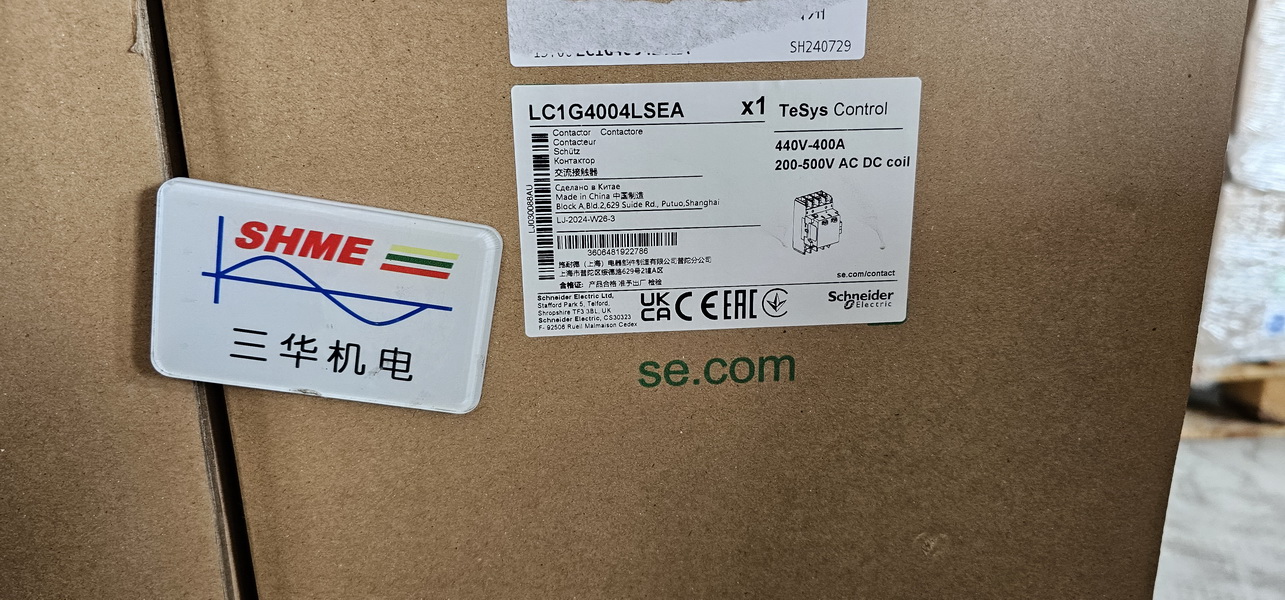 SH240729
LC1G4004LSEA x1 TeSys Control
Contactor Contactore
Contacteur
Schütz
Контактор
交流接触器
440V-400A
200-500V AC DC coil
Сделано в Китае
Made in China 中国制造
Block A,Bld.2,629 Suide Rd., Putuo,Shanghai
LJ-2024-W26-3
LJ030088AU
3606481922786
施耐德（上海）电器部件制造有限公司普陀分公司
上海市普陀区绥德路629号2幢A区
合格证: 产品合格 准予出厂 检验
se.com/contact
Schneider Electric Ltd,
Stafford Park 5, Telford,
Shropshire TF3 3BL, UK
Schneider Electric, CS30323
F- 92506 Rueil Malmaison Cedex
UK
CA CE EAC
Schneider
Electric
se.com
SHME
三华机电